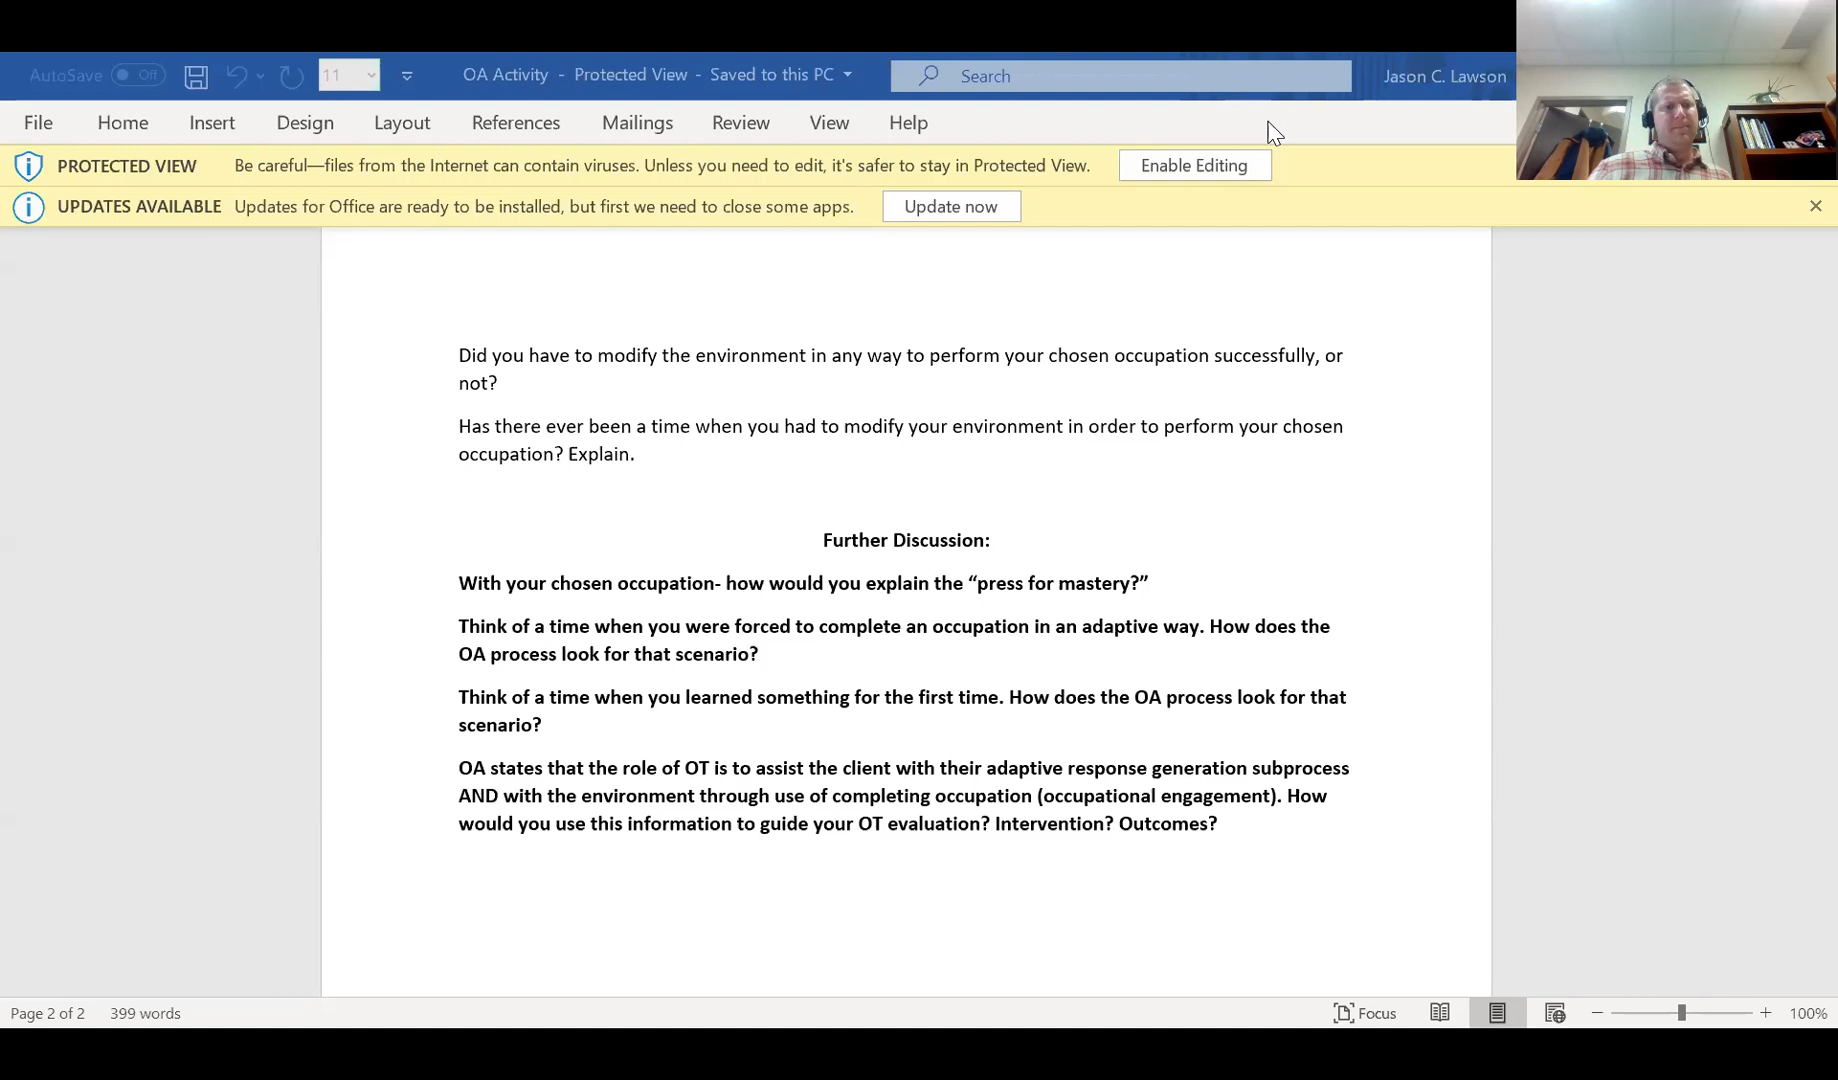 AutoSave Off 11 OA Activity - Protected View - Saved to this PC Search Jason C. Lawson
File Home Insert Design Layout References Mailings Review View Help
PROTECTED VIEW Be careful—files from the Internet can contain viruses. Unless you need to edit, it's safer to stay in Protected View. Enable Editing
UPDATES AVAILABLE Updates for Office are ready to be installed, but first we need to close some apps. Update now
Did you have to modify the environment in any way to perform your chosen occupation successfully, or
not?
Has there ever been a time when you had to modify your environment in order to perform your chosen
occupation? Explain.
Further Discussion:
With your chosen occupation- how would you explain the “press for mastery?”
Think of a time when you were forced to complete an occupation in an adaptive way. How does the
OA process look for that scenario?
Think of a time when you learned something for the first time. How does the OA process look for that
scenario?
OA states that the role of OT is to assist the client with their adaptive response generation subprocess
AND with the environment through use of completing occupation (occupational engagement). How
would you use this information to guide your OT evaluation? Intervention? Outcomes?
Page 2 of 2 399 words Focus 100%